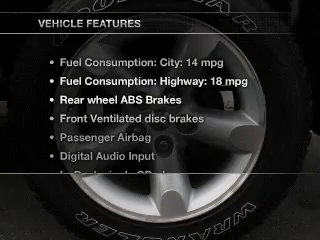 VEHICLE FEATURES
• Fuel Consumption: City: 14 mpg
• Fuel Consumption: Highway: 18 mpg
• Rear wheel ABS Brakes
• Front Ventilated disc brakes
• Passenger Airbag
• Digital Audio Input
WRANGLER